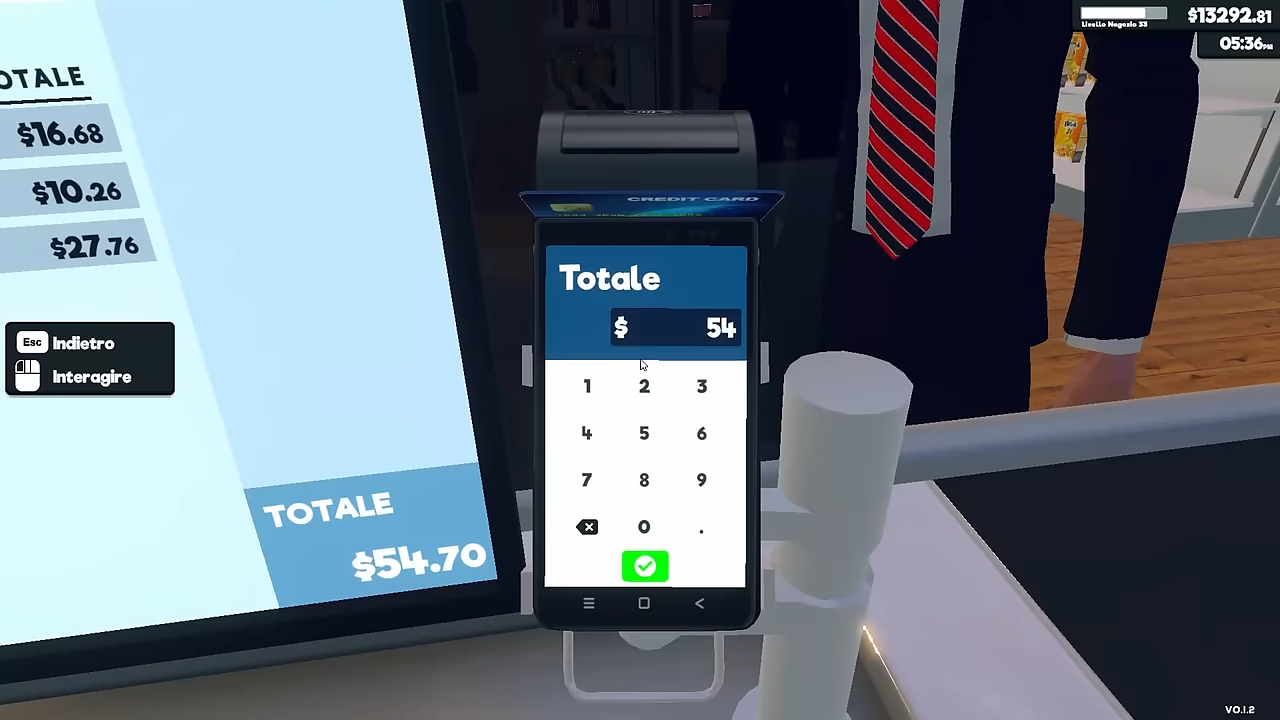 $13292.81
Livello Negozio 33
05:36PM
OTALE
$16.68
$10.26
$27.76
CREDIT CARD
Totale
$ 54
Esc Indietro
Interagire
1 2 3
4 5 6
7 8 9
0 .
TOTALE
$54.70
V0.1.2